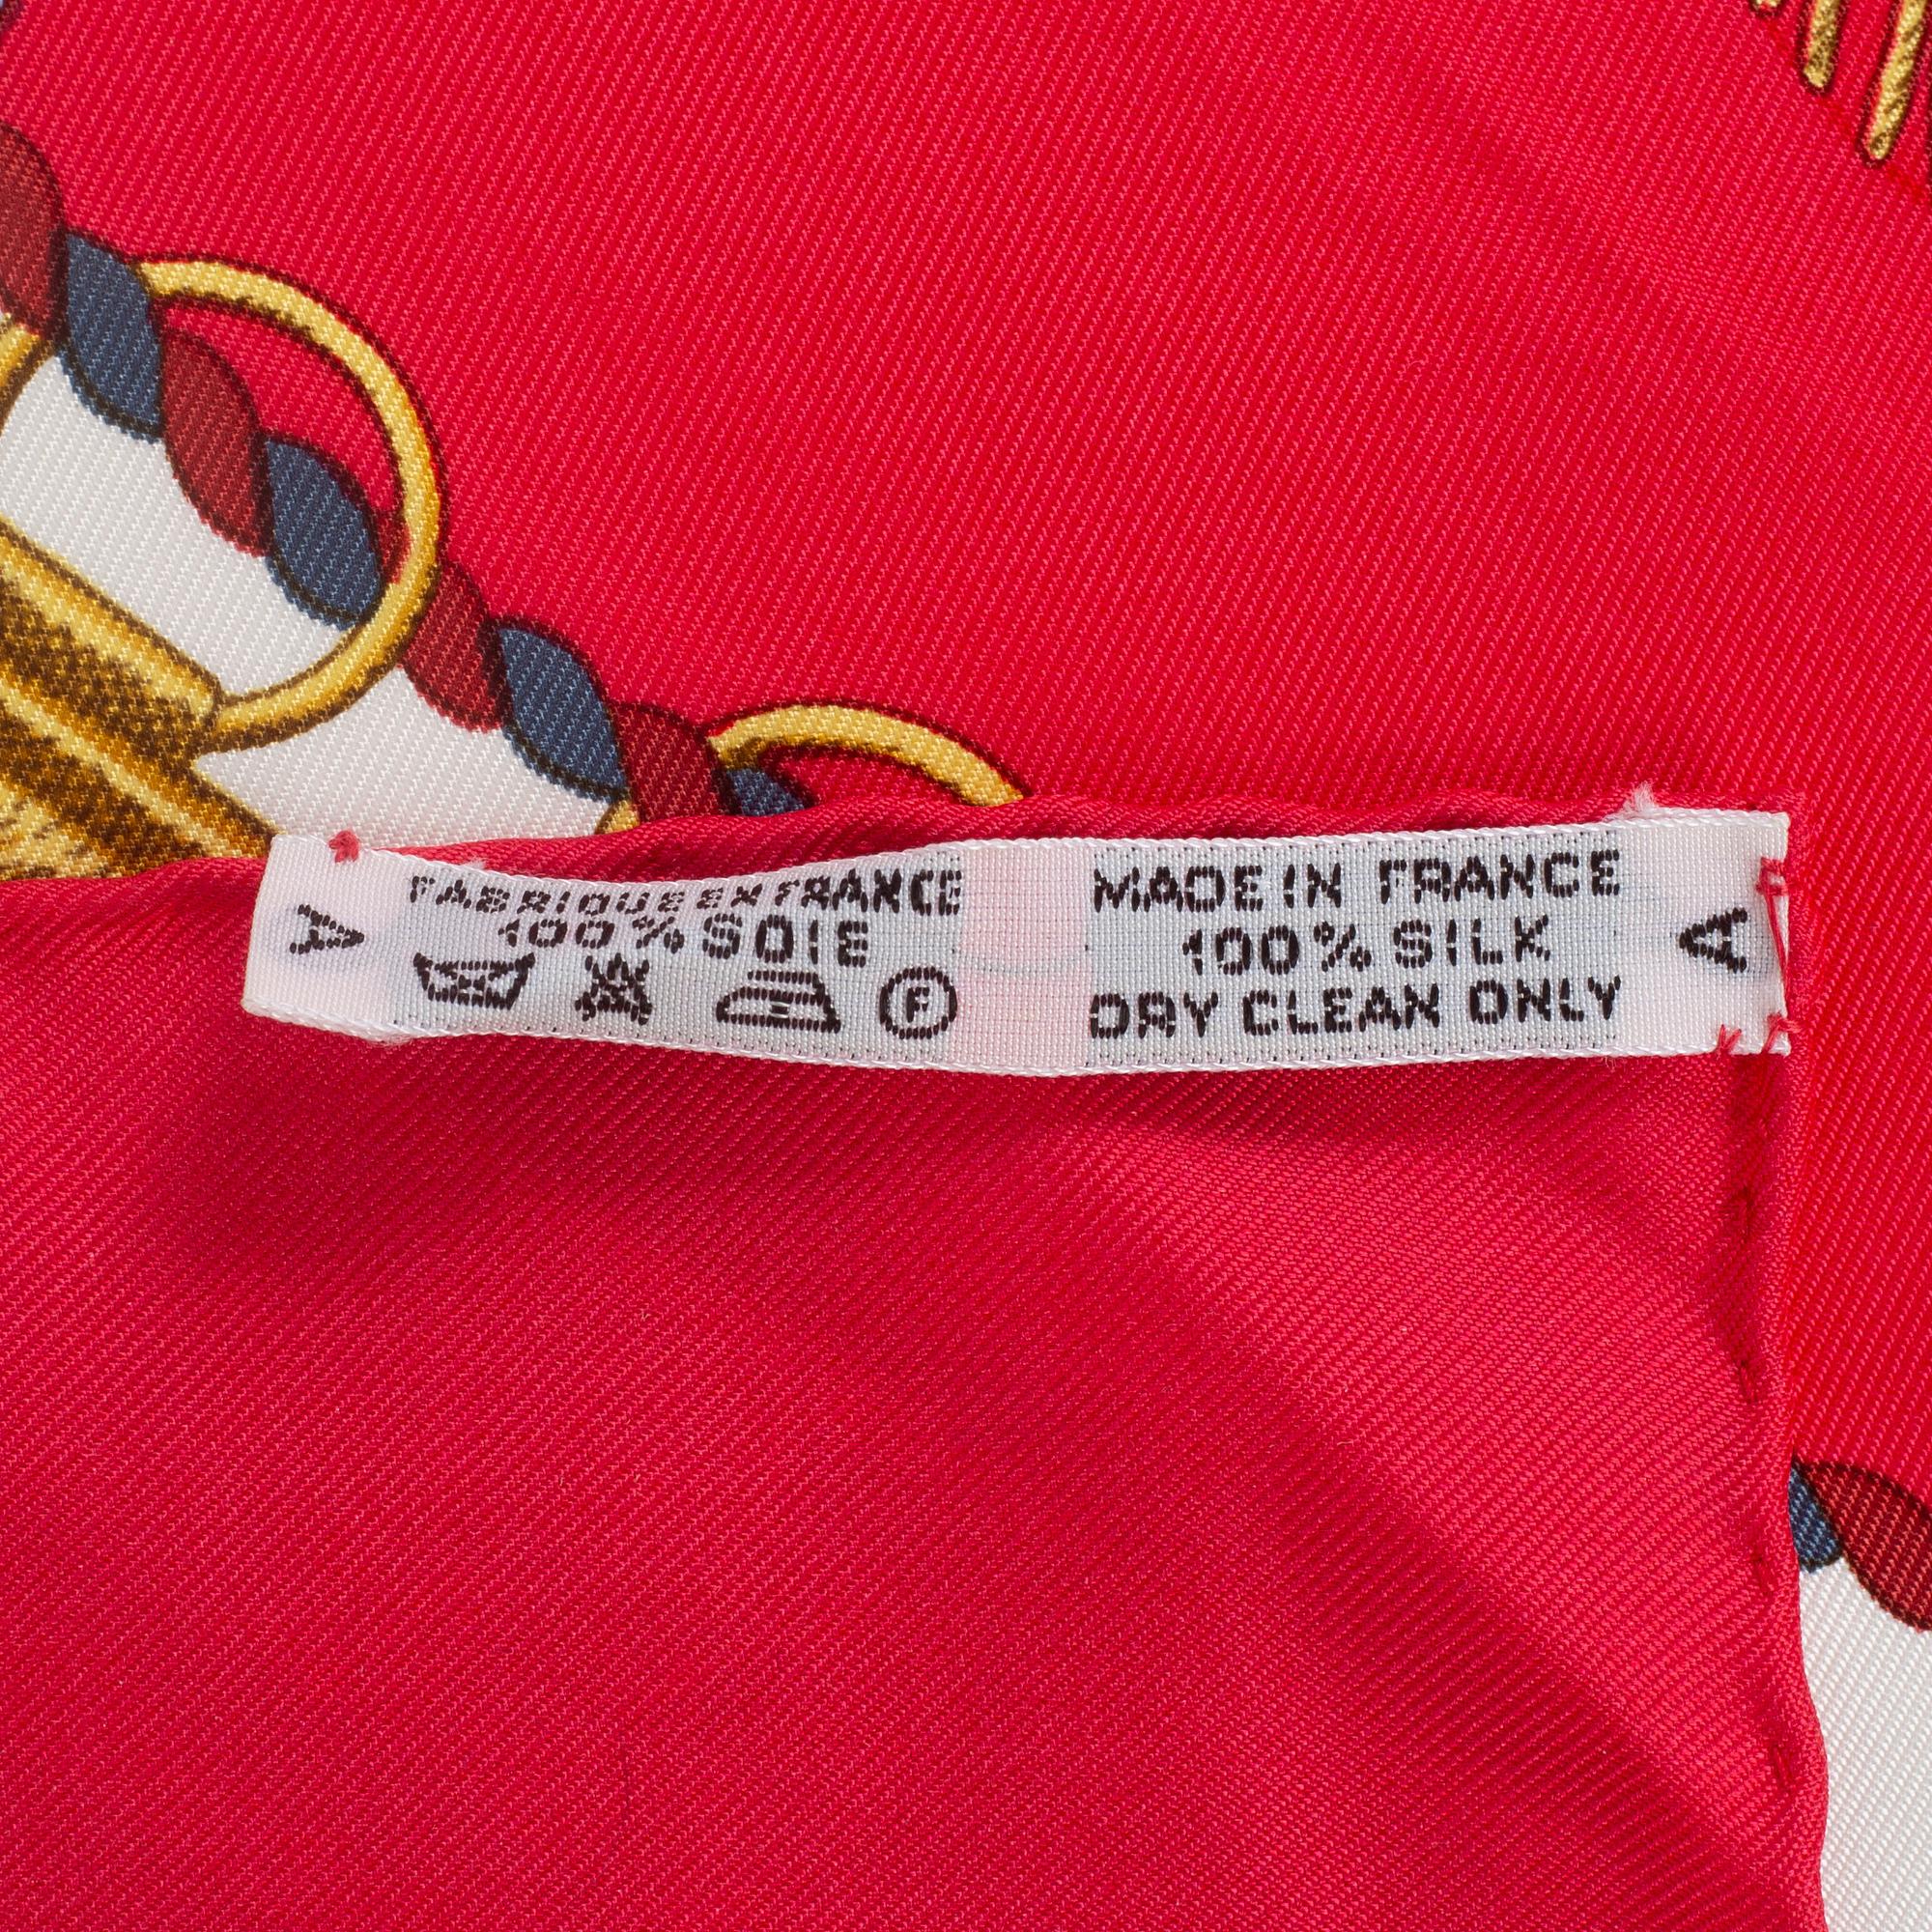 A
FABRIQUE EN FRANCE
100% SOIE
F
MADE IN FRANCE
100% SILK
DRY CLEAN ONLY
A